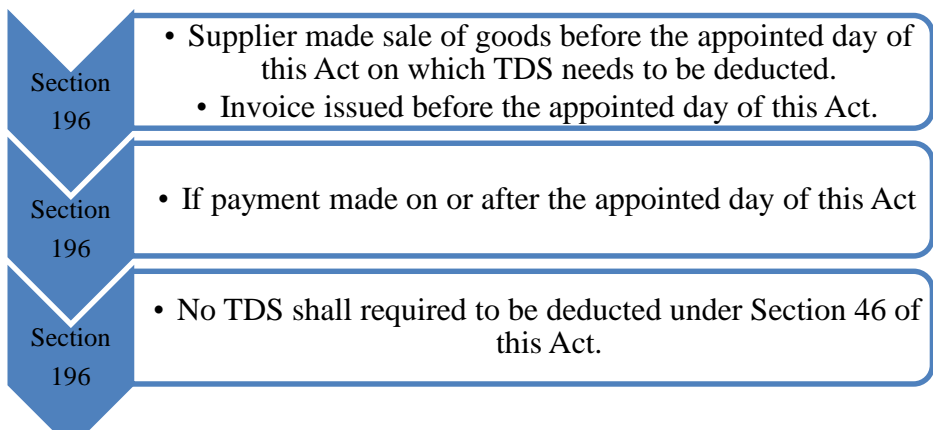 Section
196
• Supplier made sale of goods before the appointed day of
this Act on which TDS needs to be deducted.
• Invoice issued before the appointed day of this Act.
Section
196
• If payment made on or after the appointed day of this Act
Section
196
• No TDS shall required to be deducted under Section 46 of
this Act.